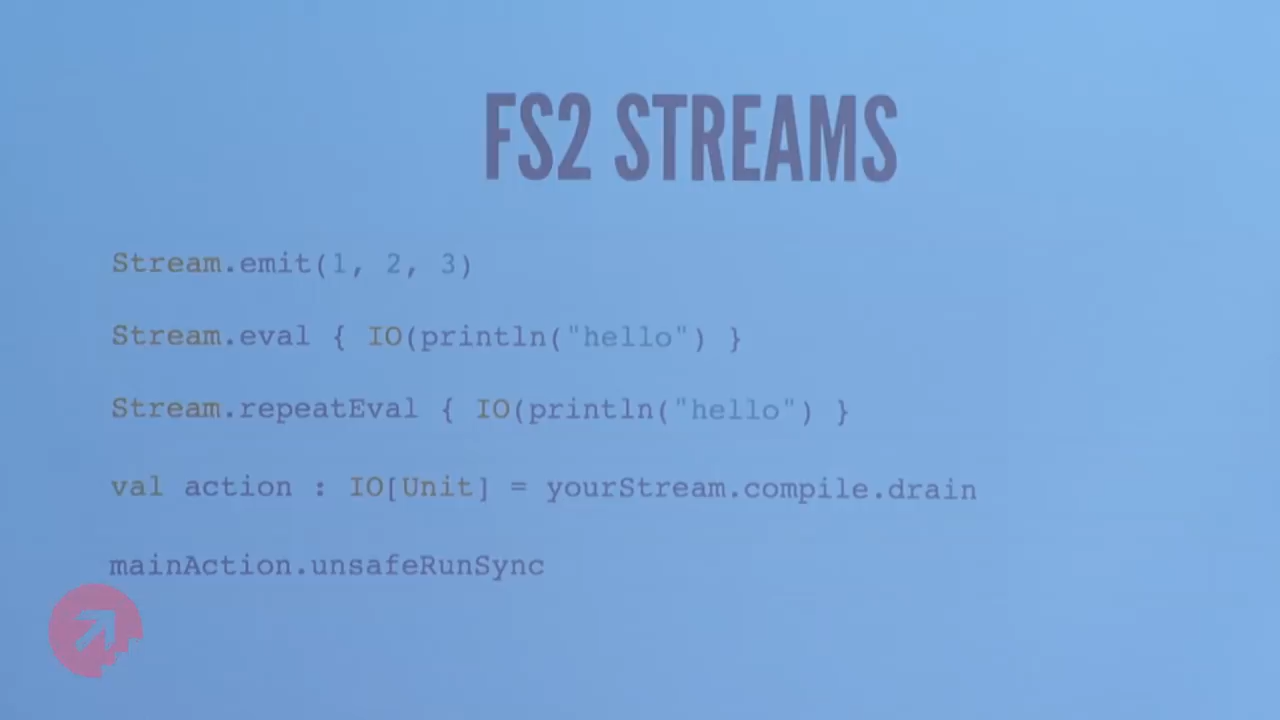 FS2 STREAMS
Stream.emit(1, 2, 3)
Stream.eval { IO(println("hello") }
Stream.repeatEval { IO(println("hello") }
val action : IO[Unit] = yourStream.compile.drain
mainAction.unsafeRunSync